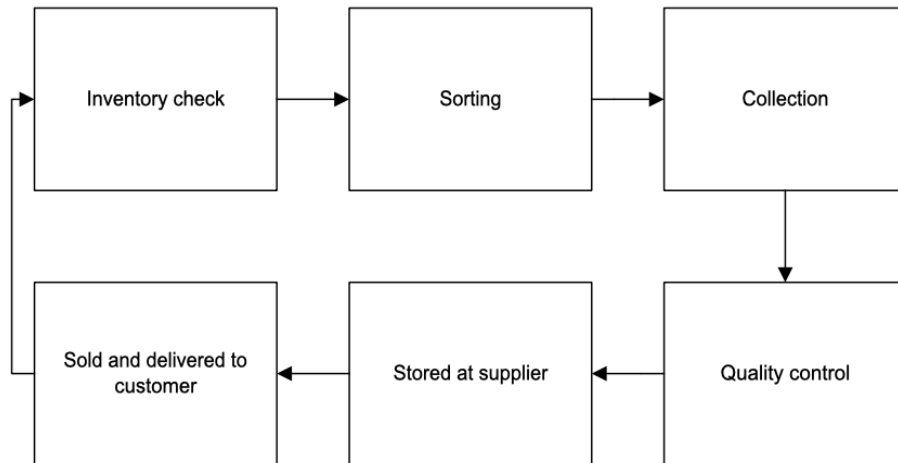 Inventory check
Sorting
Collection
Sold and delivered to
customer
Stored at supplier
Quality control